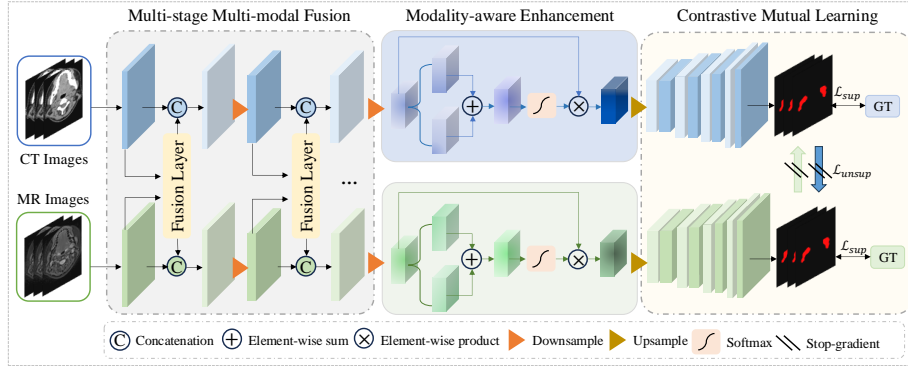 Multi-stage Multi-modal Fusion
Modality-aware Enhancement
Contrastive Mutual Learning
CT Images
MR Images
C
C
Fusion Layer
Fusion Layer
...
C
C
ℒsup
GT
ℒunsup
ℒsup
GT
C Concatenation
Element-wise sum
Element-wise product
Downsample
Upsample
Softmax
Stop-gradient